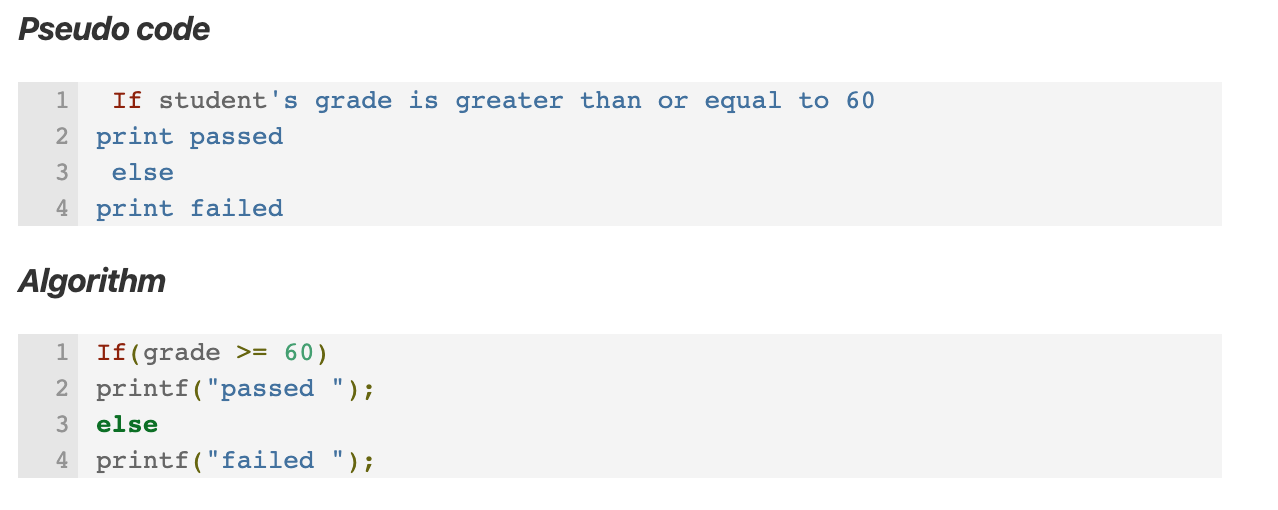 Pseudo code
1 If student's grade is greater than or equal to 60
2 print passed
3 else
4 print failed
Algorithm
1 If(grade >= 60)
2 printf("passed ");
3 else
4 printf("failed ");